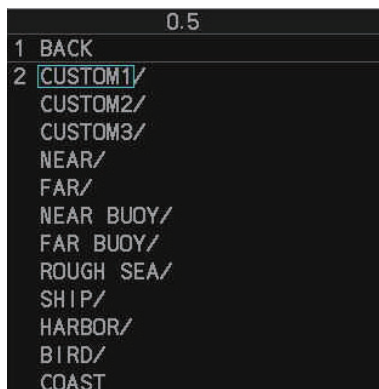 0.5
1 BACK
2 CUSTOM1/
CUSTOM2/
CUSTOM3/
NEAR/
FAR/
NEAR BUOY/
FAR BUOY/
ROUGH SEA/
SHIP/
HARBOR/
BIRD/
COAST